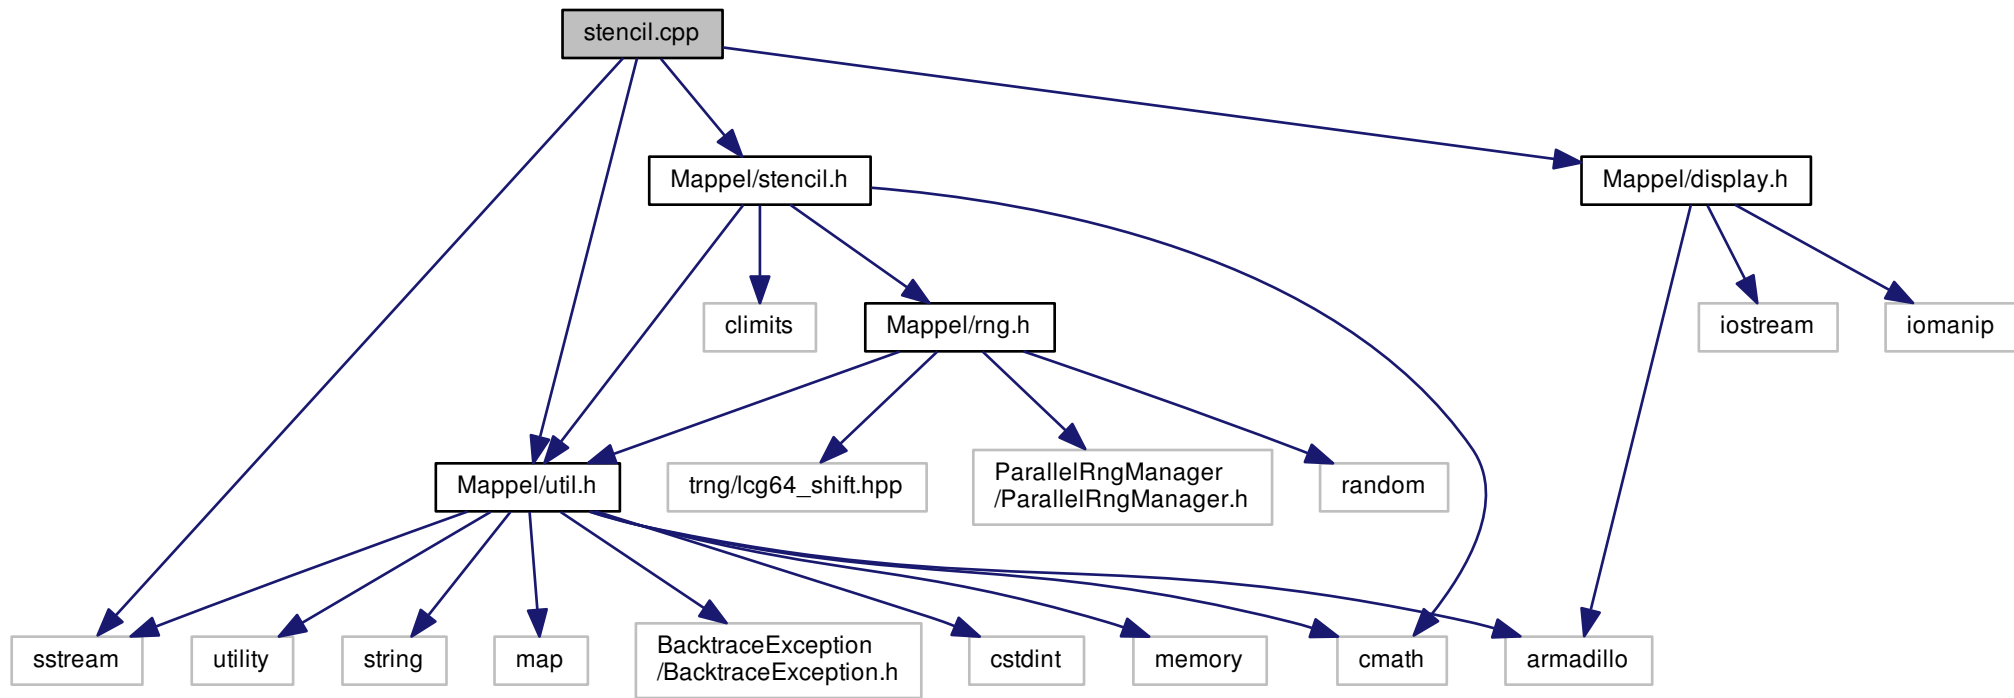 stencil.cpp
Mappel/stencil.h
Mappel/display.h
climits
Mappel/rng.h
iostream
iomanip
Mappel/util.h
trng/lcg64_shift.hpp
ParallelRngManager
/ParallelRngManager.h
random
sstream
utility
string
map
BacktraceException
/BacktraceException.h
cstdint
memory
cmath
armadillo